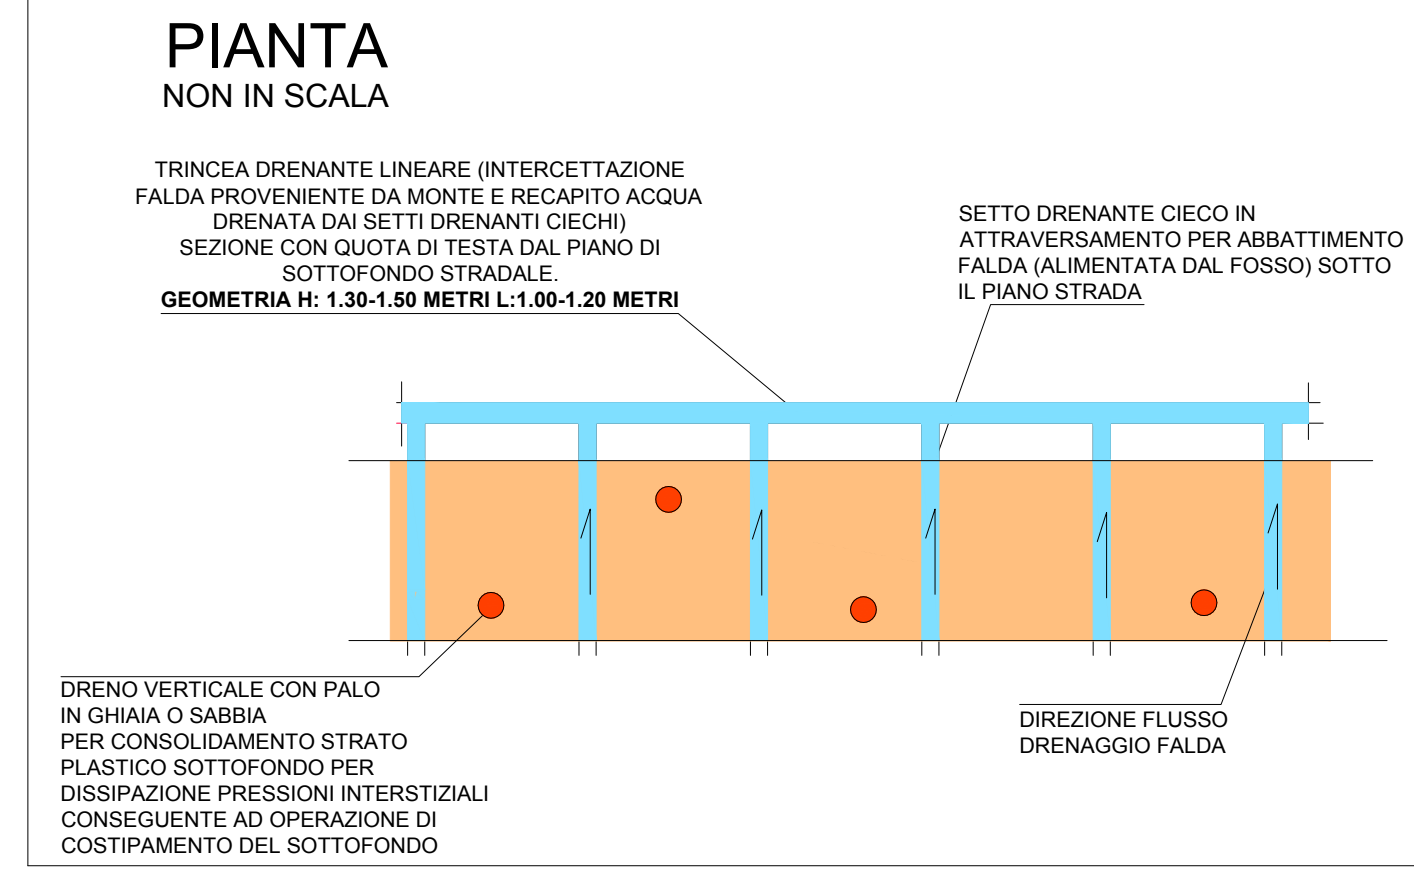 PIANTA
NON IN SCALA
TRINCEA DRENANTE LINEARE (INTERCETTAZIONE
FALDA PROVENIENTE DA MONTE E RECAPITO ACQUA
DRENATA DAI SETTI DRENANTI CIECHI)
SEZIONE CON QUOTA DI TESTA DAL PIANO DI
SOTTOFONDO STRADALE.
GEOMETRIA H: 1.30-1.50 METRI L:1.00-1.20 METRI
SETTO DRENANTE CIECO IN
ATTRAVERSAMENTO PER ABBATTIMENTO
FALDA (ALIMENTATA DAL FOSSO) SOTTO
IL PIANO STRADA
DRENO VERTICALE CON PALO
IN GHIAIA O SABBIA
PER CONSOLIDAMENTO STRATO
PLASTICO SOTTOFONDO PER
DISSIPAZIONE PRESSIONI INTERSTIZIALI
CONSEGUENTE AD OPERAZIONE DI
COSTIPAMENTO DEL SOTTOFONDO
DIREZIONE FLUSSO
DRENAGGIO FALDA